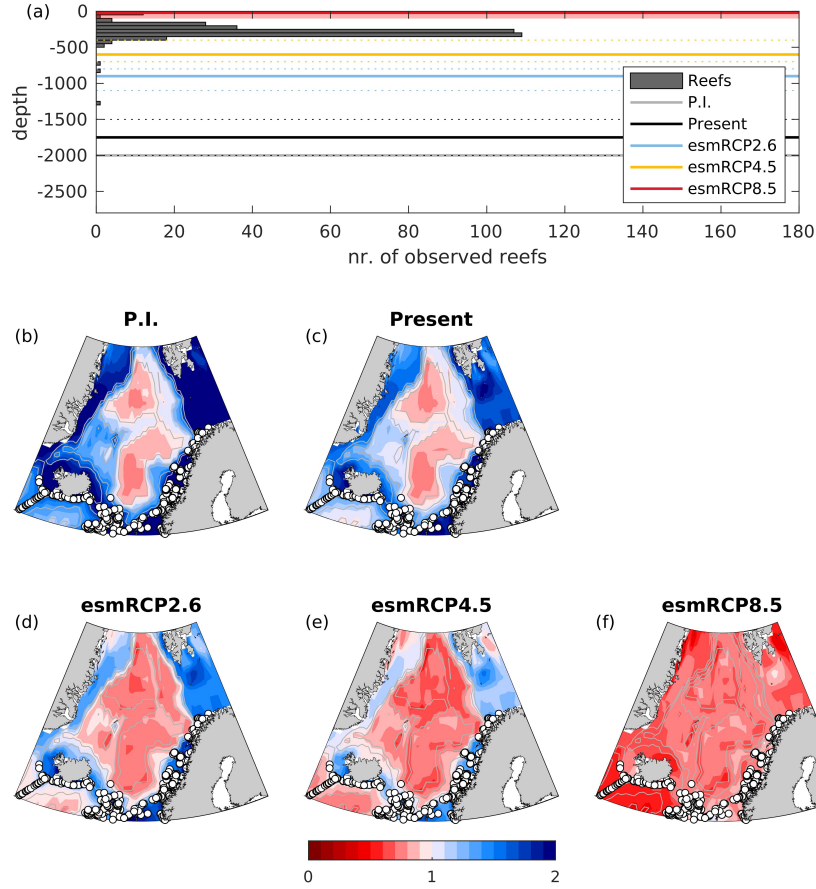 (a)
0
-500
-1000
-1500
-2000
-2500
depth
Reefs
P.I.
Present
esmRCP2.6
esmRCP4.5
esmRCP8.5
0 20 40 60 80 100 120 140 160 180
nr. of observed reefs
(b) P.I.
(c) Present
(d) esmRCP2.6
(e) esmRCP4.5
(f) esmRCP8.5
0 1 2